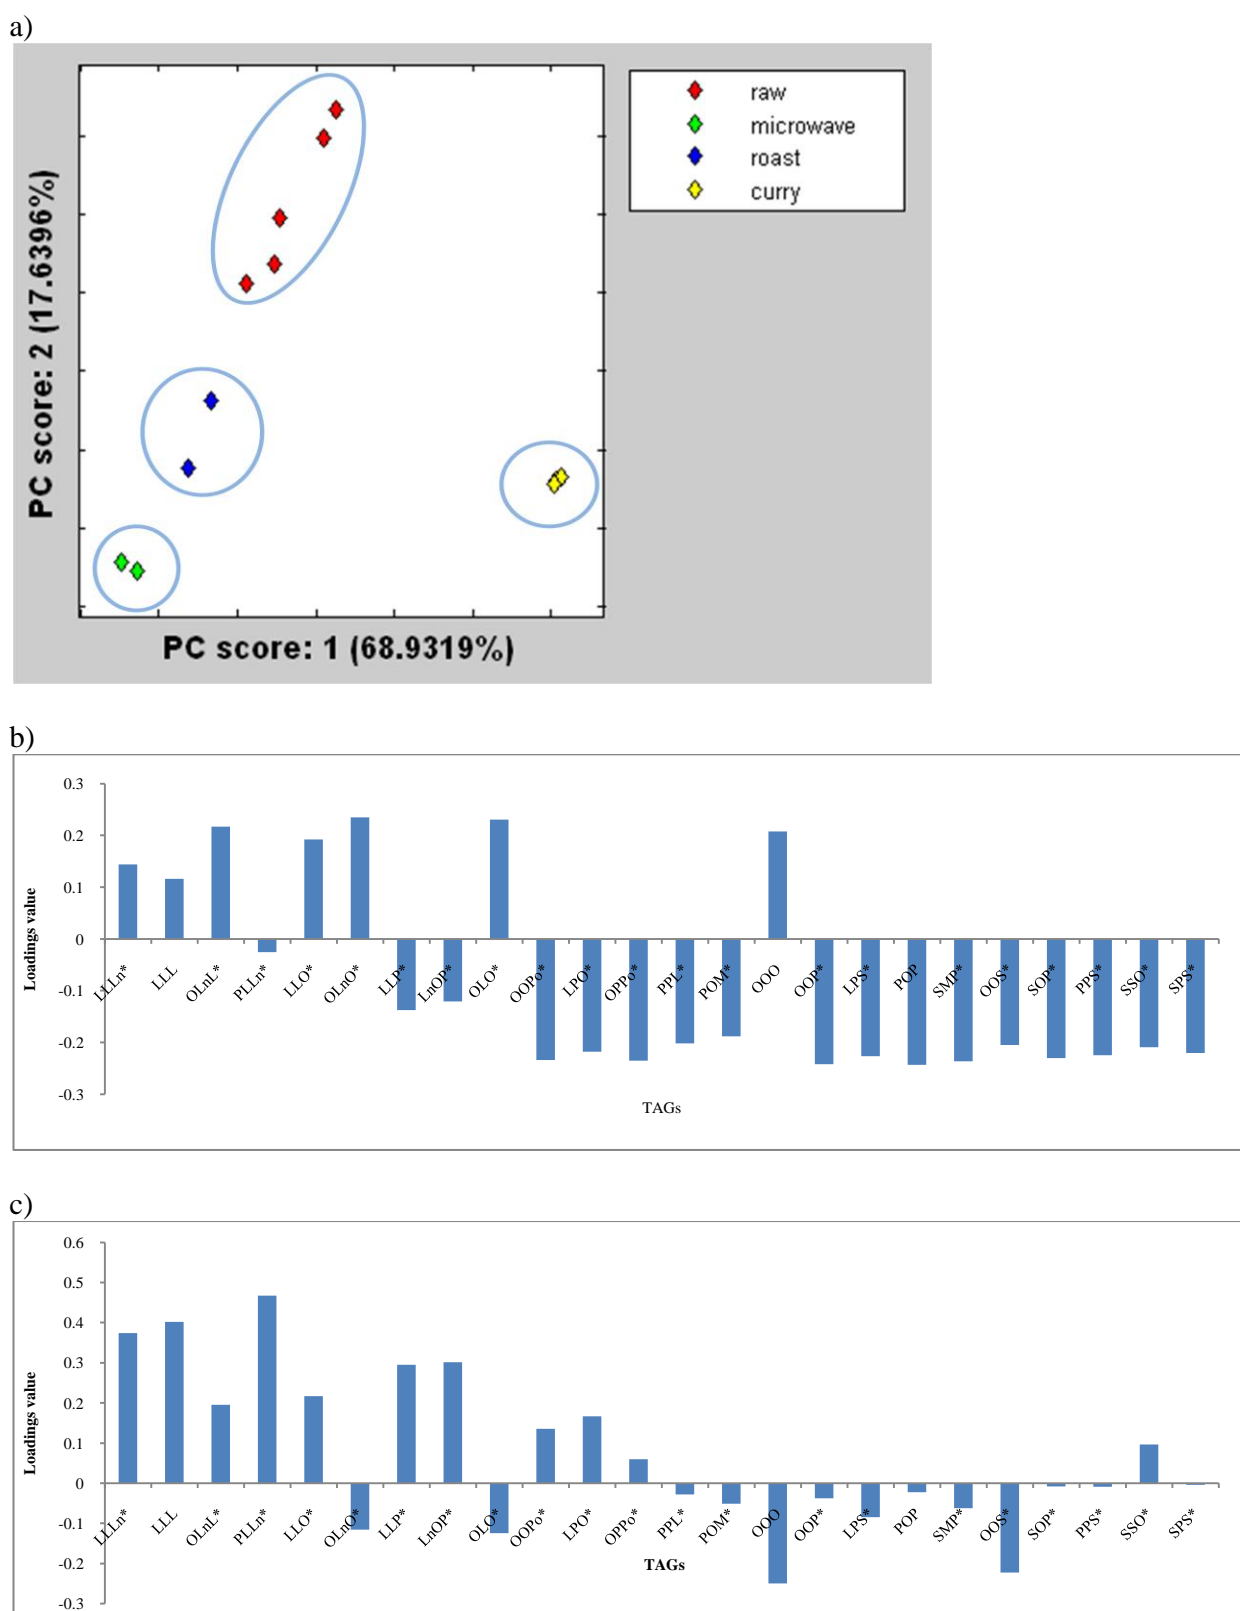 a)
PC score: 2 (17.6396%)
raw
microwave
roast
curry
PC score: 1 (68.9319%)
b)
Loadings value
0.3
0.2
0.1
0
-0.1
-0.2
-0.3
LLLn*
LLL
OLnL*
PLLn*
LLO*
OLnO*
LLP*
LnOP*
OLO*
OOPo*
LPO*
OPPo*
PPL*
POM*
OOO
OOP*
LPS*
POP
SMP*
OOS*
SOP*
PPS*
SSO*
SPS*
TAGs
c)
Loadings value
0.6
0.5
0.4
0.3
0.2
0.1
0
-0.1
-0.2
-0.3
LLLn*
LLL
OLnL*
PLLn*
LLO*
OLnO*
LLP*
LnOP*
OLO*
OOPo*
LPO*
OPPo*
PPL*
POM*
OOO
OOP*
LPS*
POP
SMP*
OOS*
SOP*
PPS*
SSO*
SPS*
TAGs